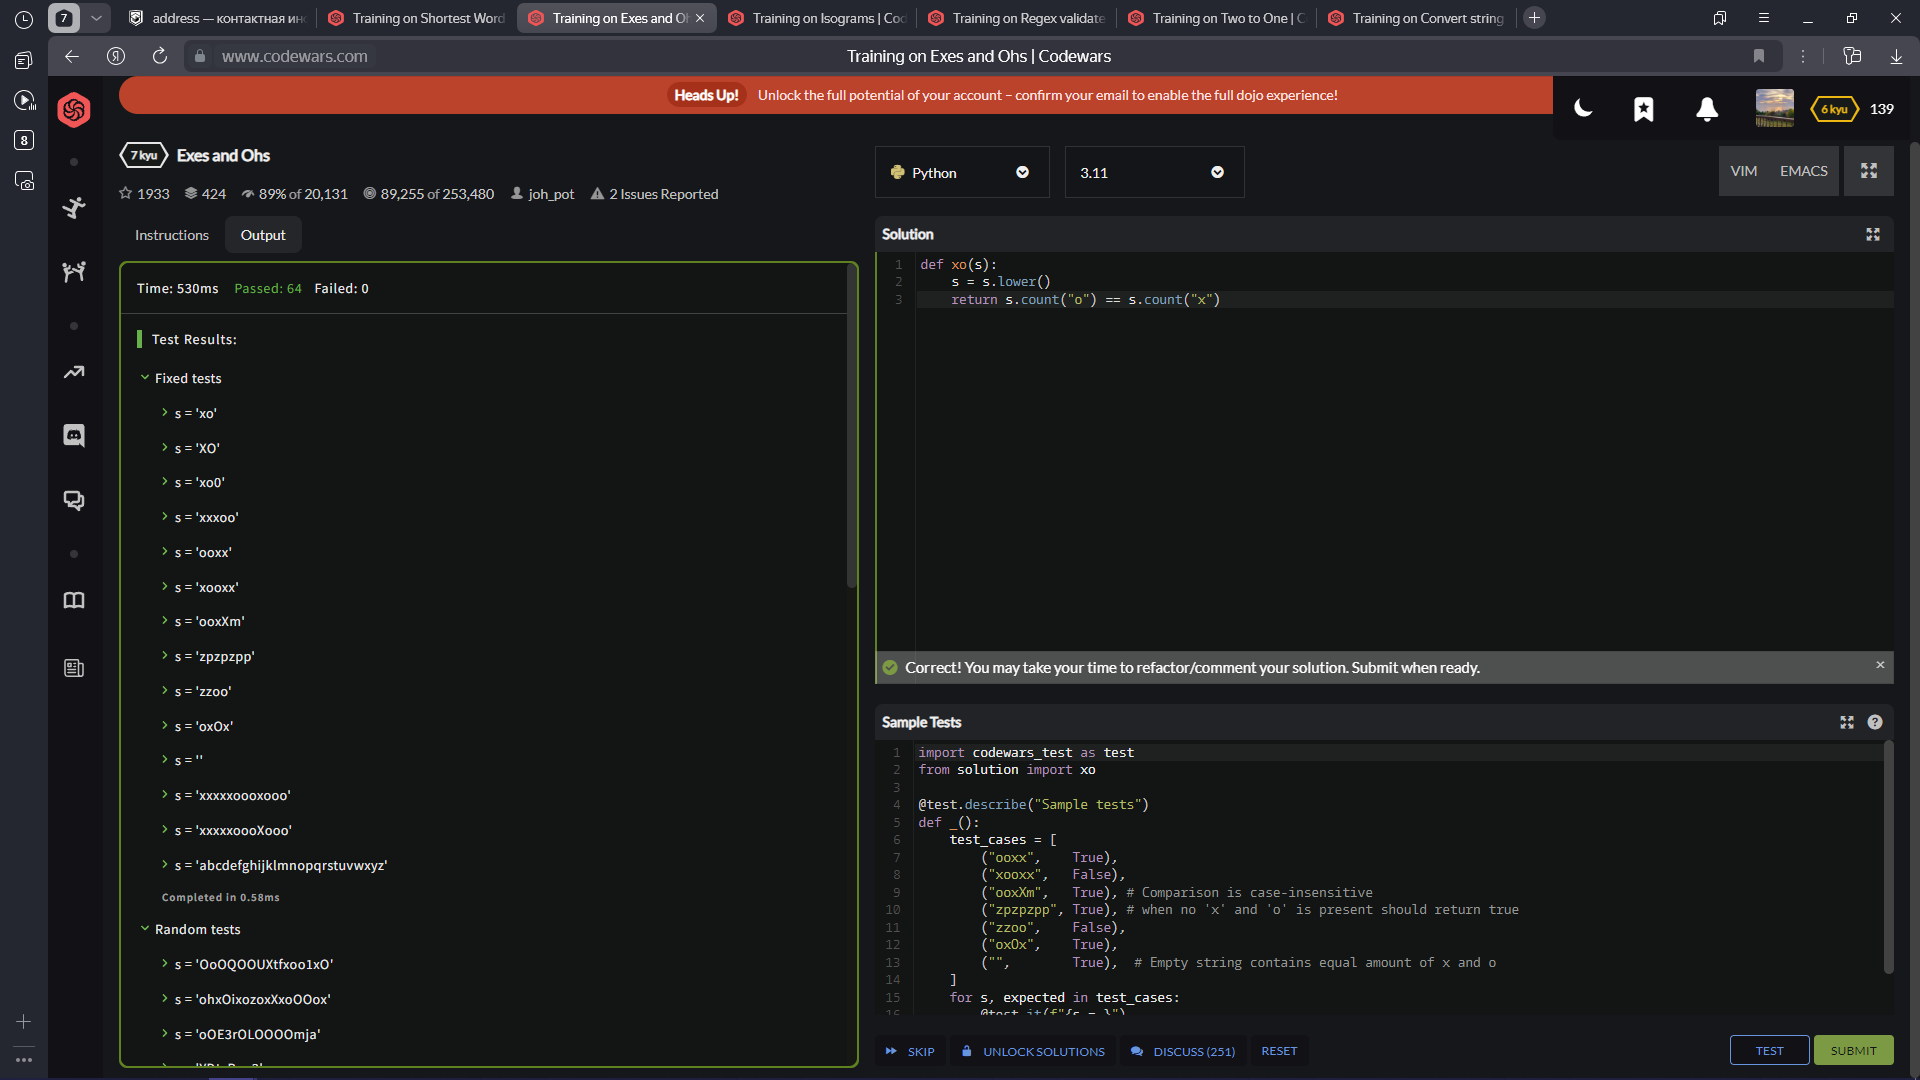 7
address — контактная ин
Training on Shortest Word
Training on Exes and O
Training on Isograms | Co
Training on Regex validate
Training on Two to One | C
Training on Convert string
www.codewars.com
Training on Exes and Ohs | Codewars
8
Heads Up! Unlock the full potential of your account – confirm your email to enable the full dojo experience!
6 kyu 139
7 kyu Exes and Ohs
1933 424 89% of 20,131 89,255 of 253,480 joh_pot 2 Issues Reported
Instructions Output
Time: 530ms Passed: 64 Failed: 0
Test Results:
Fixed tests
s = 'xo'
s = 'XO'
s = 'xo0'
s = 'xxxoo'
s = 'ooxx'
s = 'xooxx'
s = 'ooxXm'
s = 'zpzpzpp'
s = 'zzoo'
s = 'oxOx'
s = ''
s = 'xxxxxoooxooo'
s = 'xxxxxoooXooo'
s = 'abcdefghijklmnopqrstuvwxyz'
Completed in 0.58ms
Random tests
s = 'OoOQOOUXtfxoo1xO'
s = 'ohxOixozoxXxoOOox'
s = 'oOE3rOLOOOOmja'
Python 3.11 VIM EMACS
Solution
1 def xo(s):
2 s = s.lower()
3 return s.count("o") == s.count("x")
Correct! You may take your time to refactor/comment your solution. Submit when ready.
Sample Tests
1 import codewars_test as test
2 from solution import xo
3
4 @test.describe("Sample tests")
5 def _():
6 test_cases = [
7 ("ooxx", True),
8 ("xooxx", False),
9 ("ooxXm", True), # Comparison is case-insensitive
10 ("zpzpzpp", True), # when no 'x' and 'o' is present should return true
11 ("zzoo", False),
12 ("oxOx", True),
13 ("", True), # Empty string contains equal amount of x and o
14 ]
15 for s, expected in test_cases:
16 @test.it(f"{s = }")
SKIP UNLOCK SOLUTIONS DISCUSS (251) RESET TEST SUBMIT